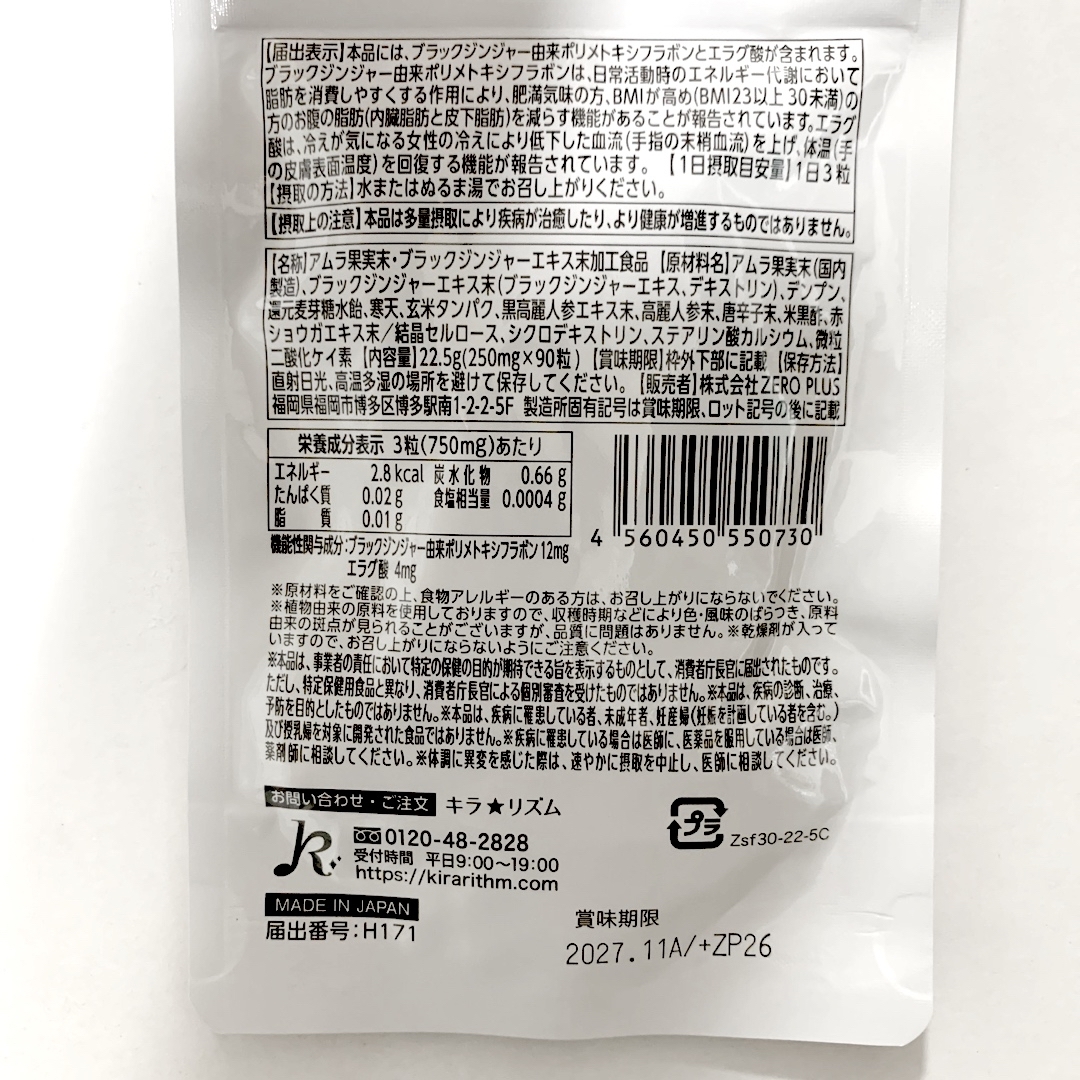 【届出表示】本品には、ブラックジンジャー由来ポリメトキシフラボンとエラグ酸が含まれます。
ブラックジンジャー由来ポリメトキシフラボンは、日常活動時のエネルギー代謝において
脂肪を消費しやすくする作用により、肥満気味の方、BMIが高め(BMI23以上30未満)の
方のお腹の脂肪(内臓脂肪と皮下脂肪)を減らす機能があることが報告されています。エラグ
酸は、冷えが気になる女性の冷えにより低下した血流(手指の末梢血流)を上げ、体温(手
の皮膚表面温度)を回復する機能が報告されています。 【1日摂取目安量】1日3粒
【摂取の方法】水またはぬるま湯でお召し上がりください。
【摂取上の注意】本品は多量摂取により疾病が治癒したり、より健康が増進するものではありません。
【名称】アムラ果実末・ブラックジンジャーエキス末加工食品 【原材料名】アムラ果実末(国内
製造)、ブラックジンジャーエキス末(ブラックジンジャーエキス、デキストリン)、デンプン、
還元麦芽糖水飴、寒天、玄米タンパク、黒高麗人参エキス末、高麗人参末、唐辛子末、米黒酢、赤
ショウガエキス末/結晶セルロース、シクロデキストリン、ステアリン酸カルシウム、微粒
二酸化ケイ素 【内容量】22.5g(250mg×90粒) 【賞味期限】枠外下部に記載 【保存方法】
直射日光、高温多湿の場所を避けて保存してください。 【販売者】株式会社ZERO PLUS
福岡県福岡市博多区博多駅南1-2-2-5F 製造所固有記号は賞味期限、ロット記号の後に記載
栄養成分表示 3粒(750mg)あたり
エネルギー 2.8kcal 炭水化物 0.66g
たんぱく質 0.02g 食塩相当量 0.0004g
脂質 0.01g
4 560450 550730
機能性関与成分:ブラックジンジャー由来ポリメトキシフラボン 12mg
エラグ酸 4mg
※原材料をご確認の上、食物アレルギーのある方は、お召し上がりにならないでください。
※植物由来の原料を使用しておりますので、収穫時期などにより色・風味のばらつき、原料
由来の斑点が見られることがございますが、品質に問題はありません。※乾燥剤が入って
いますので、お召し上がりにならないようにご注意ください。
※本品は、事業者の責任において特定の保健の目的が期待できる旨を表示するものとして、消費者庁長官に届出されたものです。
ただし、特定保健用食品と異なり、消費者庁長官による個別審査を受けたものではありません。※本品は、疾病の診断、治療、
予防を目的としたものではありません。※本品は、疾病に罹患している者、未成年者、妊産婦(妊娠を計画している者を含む。)
及び授乳婦を対象に開発された食品ではありません。※疾病に罹患している場合は医師に、医薬品を服用している場合は医師、
薬剤師に相談してください。※体調に異変を感じた際は、速やかに摂取を中止し、医師に相談してください。
お問い合わせ・ご注文 キラ★リズム
0120-48-2828
受付時間 平日9:00〜19:00
https://kirarithm.com
プラ
Zsf30-22-5C
MADE IN JAPAN
届出番号:H171
賞味期限
2027.11A/+ZP26